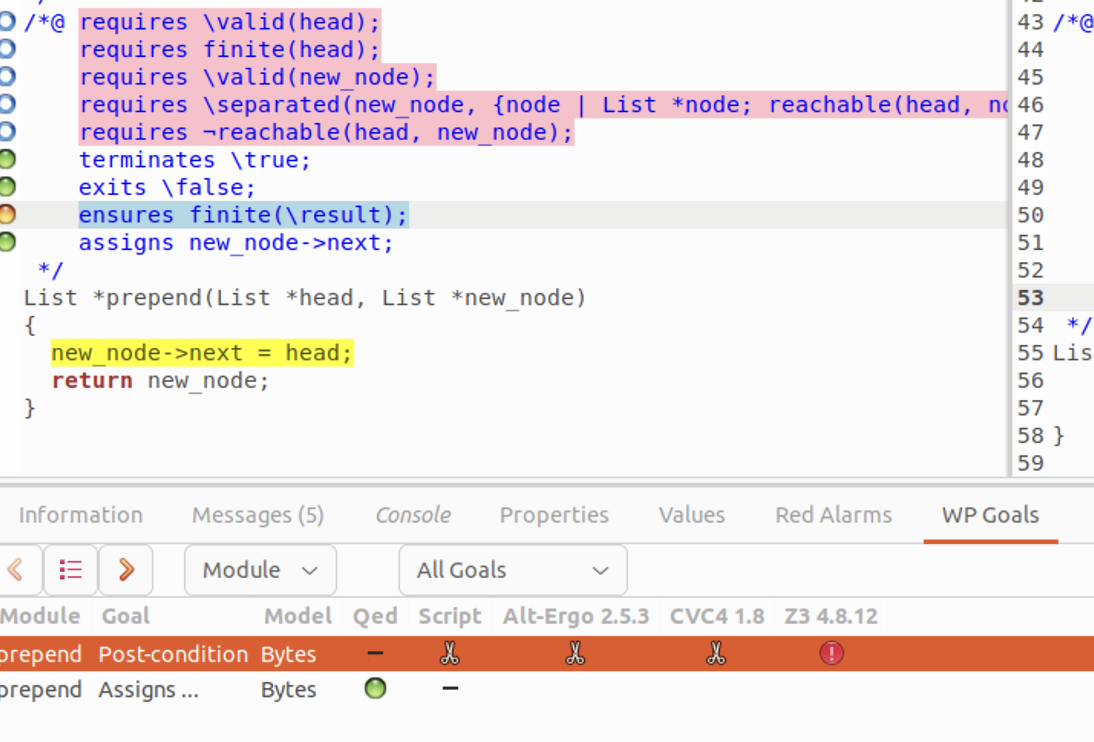 42
/*@ requires \valid(head);
requires finite(head);
requires \valid(new_node);
requires \separated(new_node, {node | List *node; reachable(head,
requires ¬reachable(head, new_node);
terminates \true;
exits \false;
ensures finite(\result);
assigns new_node->next;
*/
List *prepend(List *head, List *new_node)
{
new_node->next = head;
return new_node;
}
43 /*@
44
45
46
47
48
49
50
51
52
53
54 */
55 Lis
56
57
58 }
59
Information Messages (5) Console Properties Values Red Alarms WP Goals
Module All Goals
Module Goal Model Qed Script Alt-Ergo 2.5.3 CVC4 1.8 Z3 4.8.12
prepend Post-condition Bytes
prepend Assigns ... Bytes